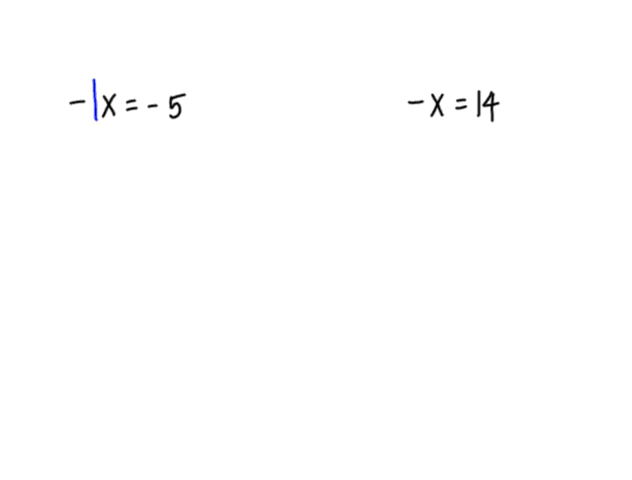 -1x = -5
-x = 14